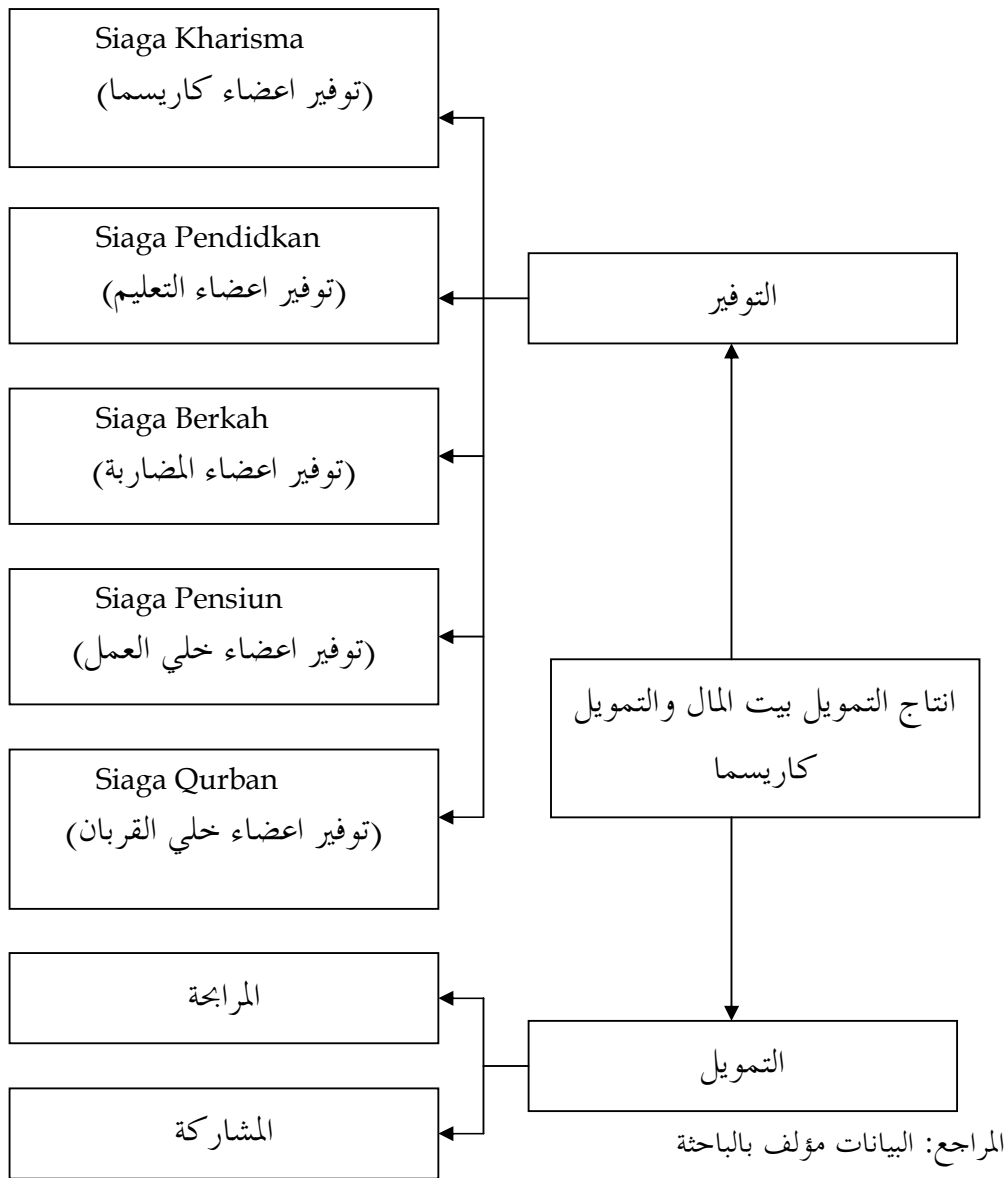 Siaga Kharisma
(توفير اعضاء كاريسما)
Siaga Pendidkan
(توفير اعضاء التعليم)
التوفير
Siaga Berkah
(توفير اعضاء المضاربة)
Siaga Pensiun
(توفير اعضاء خلي العمل)
انتاج التمويل بيت المال والتمويل
كاريسما
Siaga Qurban
(توفير اعضاء خلي القربان)
المرابحة
التمويل
المشاركة
المراجع: البيانات مؤلف بالباحثة